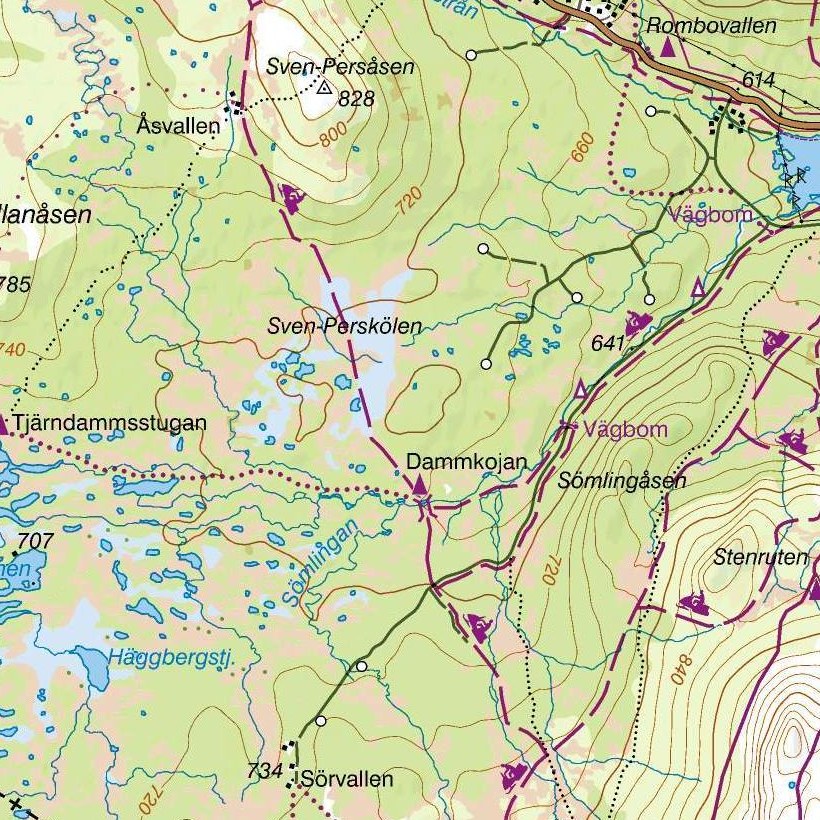 Rombovallen
Sven-Persåsen
614
828
Åsvallen
800
660
720
llanåsen
Vägbom
785
Sven-Perskölen
641
740
Tjärndammsstugan
Vägbom
Dammkojan
Sömlingåsen
707
Sömlingan
720
Stenruten
Häggbergstj.
840
734
Sörvallen
720